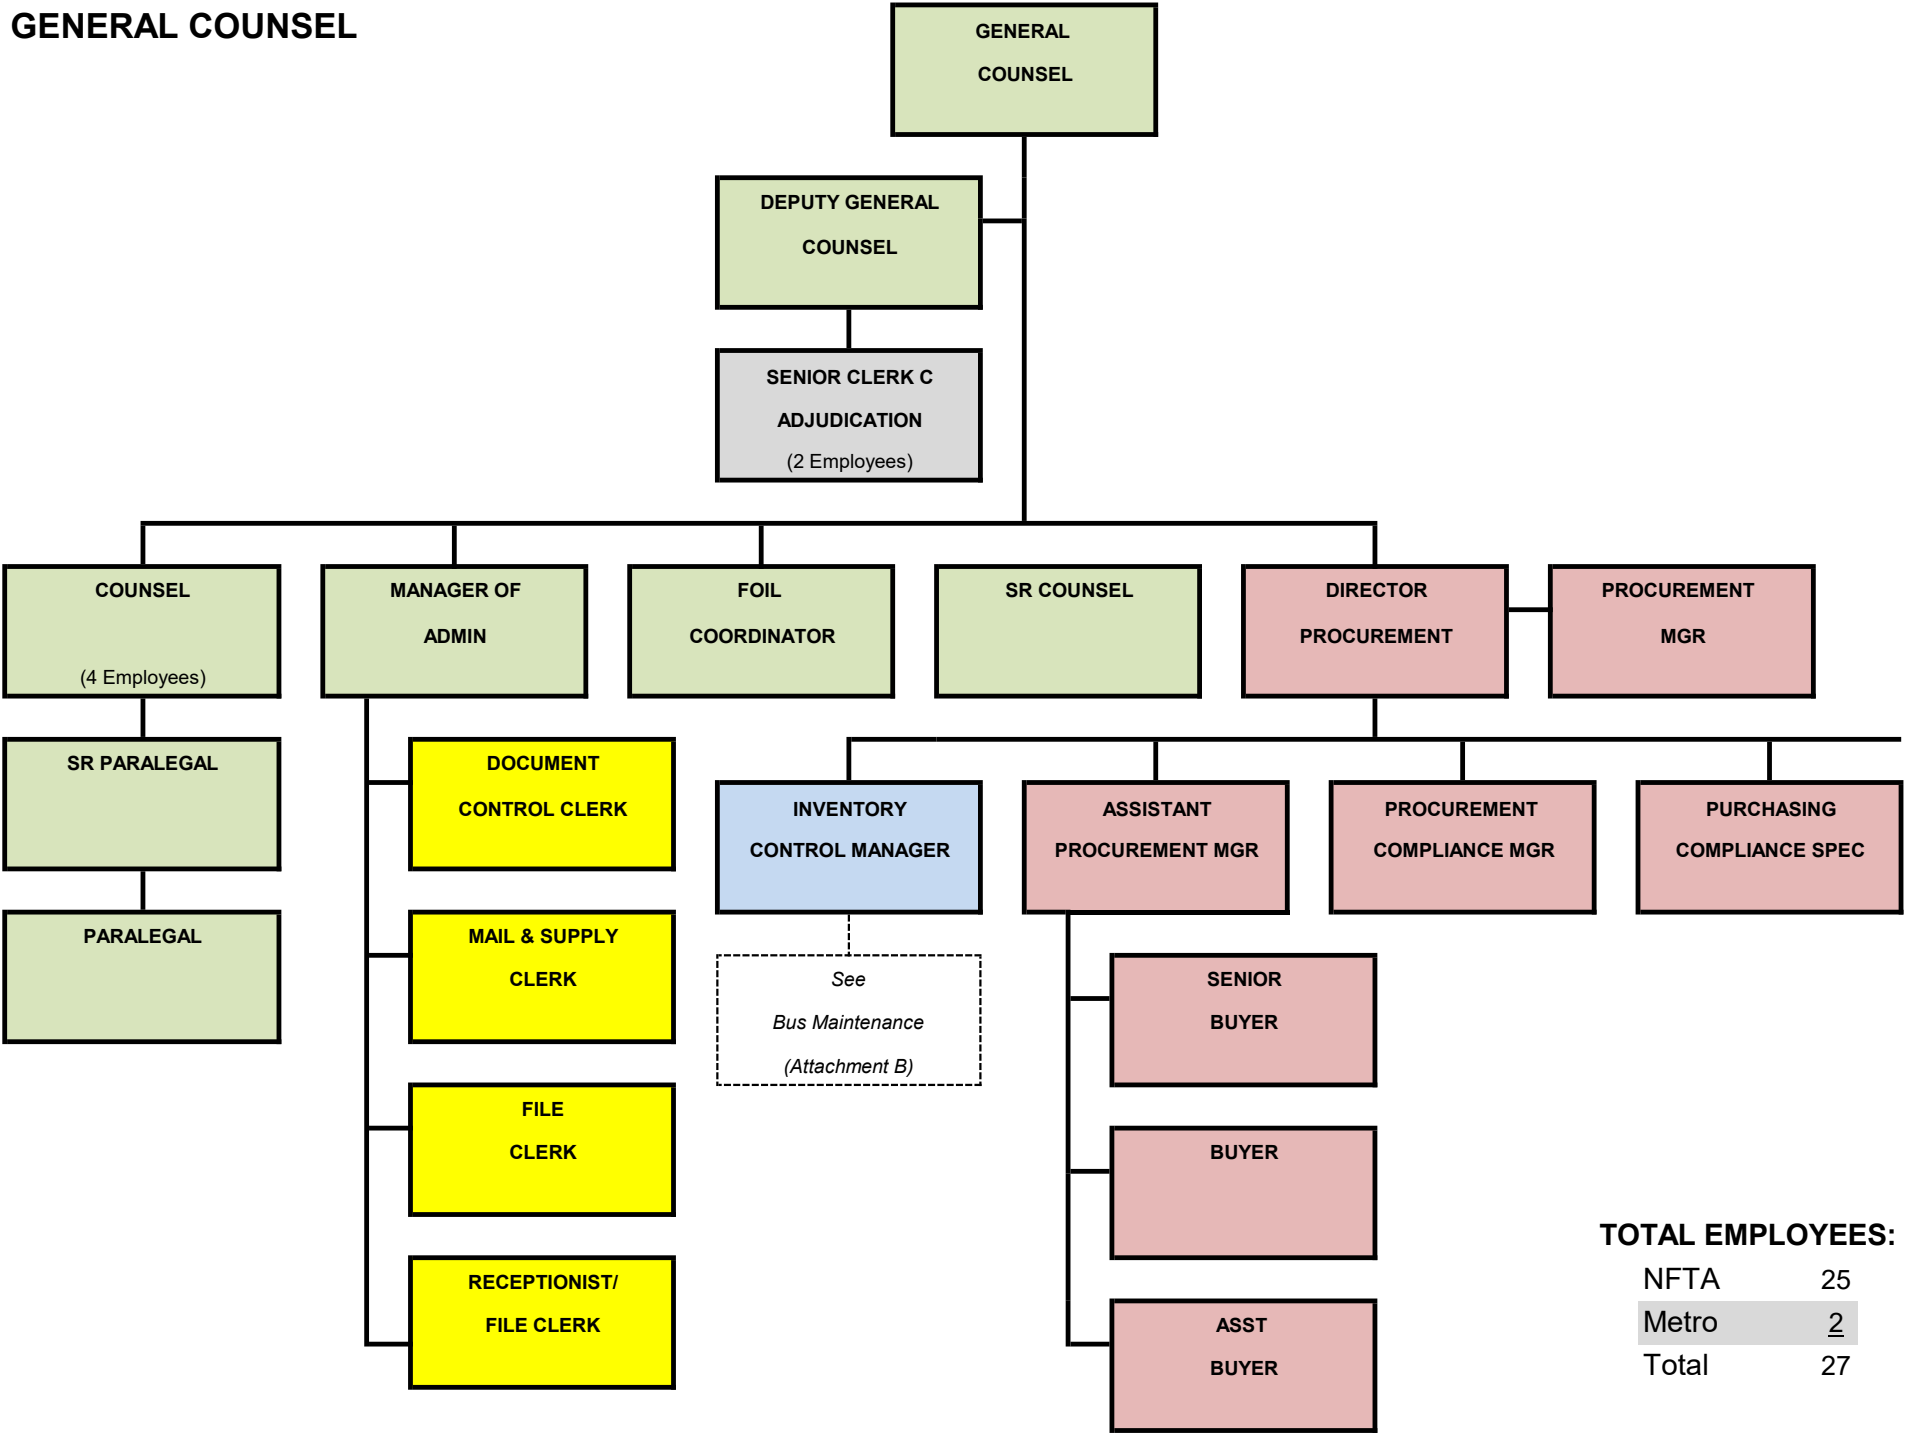 GENERAL COUNSEL
GENERAL
COUNSEL
DEPUTY GENERAL
COUNSEL
SENIOR CLERK C
ADJUDICATION
(2 Employees)
COUNSEL
(4 Employees)
MANAGER OF
ADMIN
FOIL
COORDINATOR
SR COUNSEL
DIRECTOR
PROCUREMENT
PROCUREMENT
MGR
SR PARALEGAL
PARALEGAL
DOCUMENT
CONTROL CLERK
MAIL & SUPPLY
CLERK
FILE
CLERK
RECEPTIONIST/
FILE CLERK
INVENTORY
CONTROL MANAGER
See
Bus Maintenance
(Attachment B)
ASSISTANT
PROCUREMENT MGR
PROCUREMENT
COMPLIANCE MGR
PURCHASING
COMPLIANCE SPEC
SENIOR
BUYER
BUYER
ASST
BUYER
TOTAL EMPLOYEES:
NFTA 25
Metro 2
Total 27